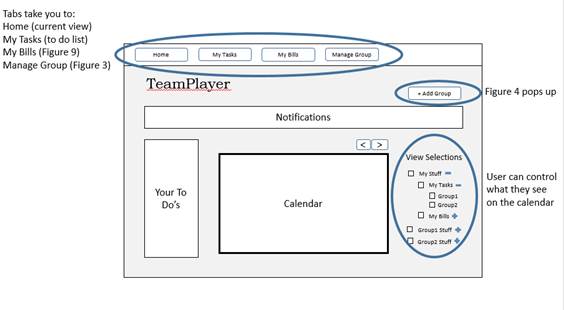 Tabs take you to:
Home (current view)
My Tasks (to do list)
My Bills (Figure 9)
Manage Group (Figure 3)
Home
My Tasks
My Bills
Manage Group
TeamPlayer
+ Add Group
Figure 4 pops up
Notifications
< >
View Selections
My Stuff
My Tasks
Group1
Group2
My Bills
Group1 Stuff
Group2 Stuff
User can control
what they see
on the calendar
Your To
Do's
Calendar